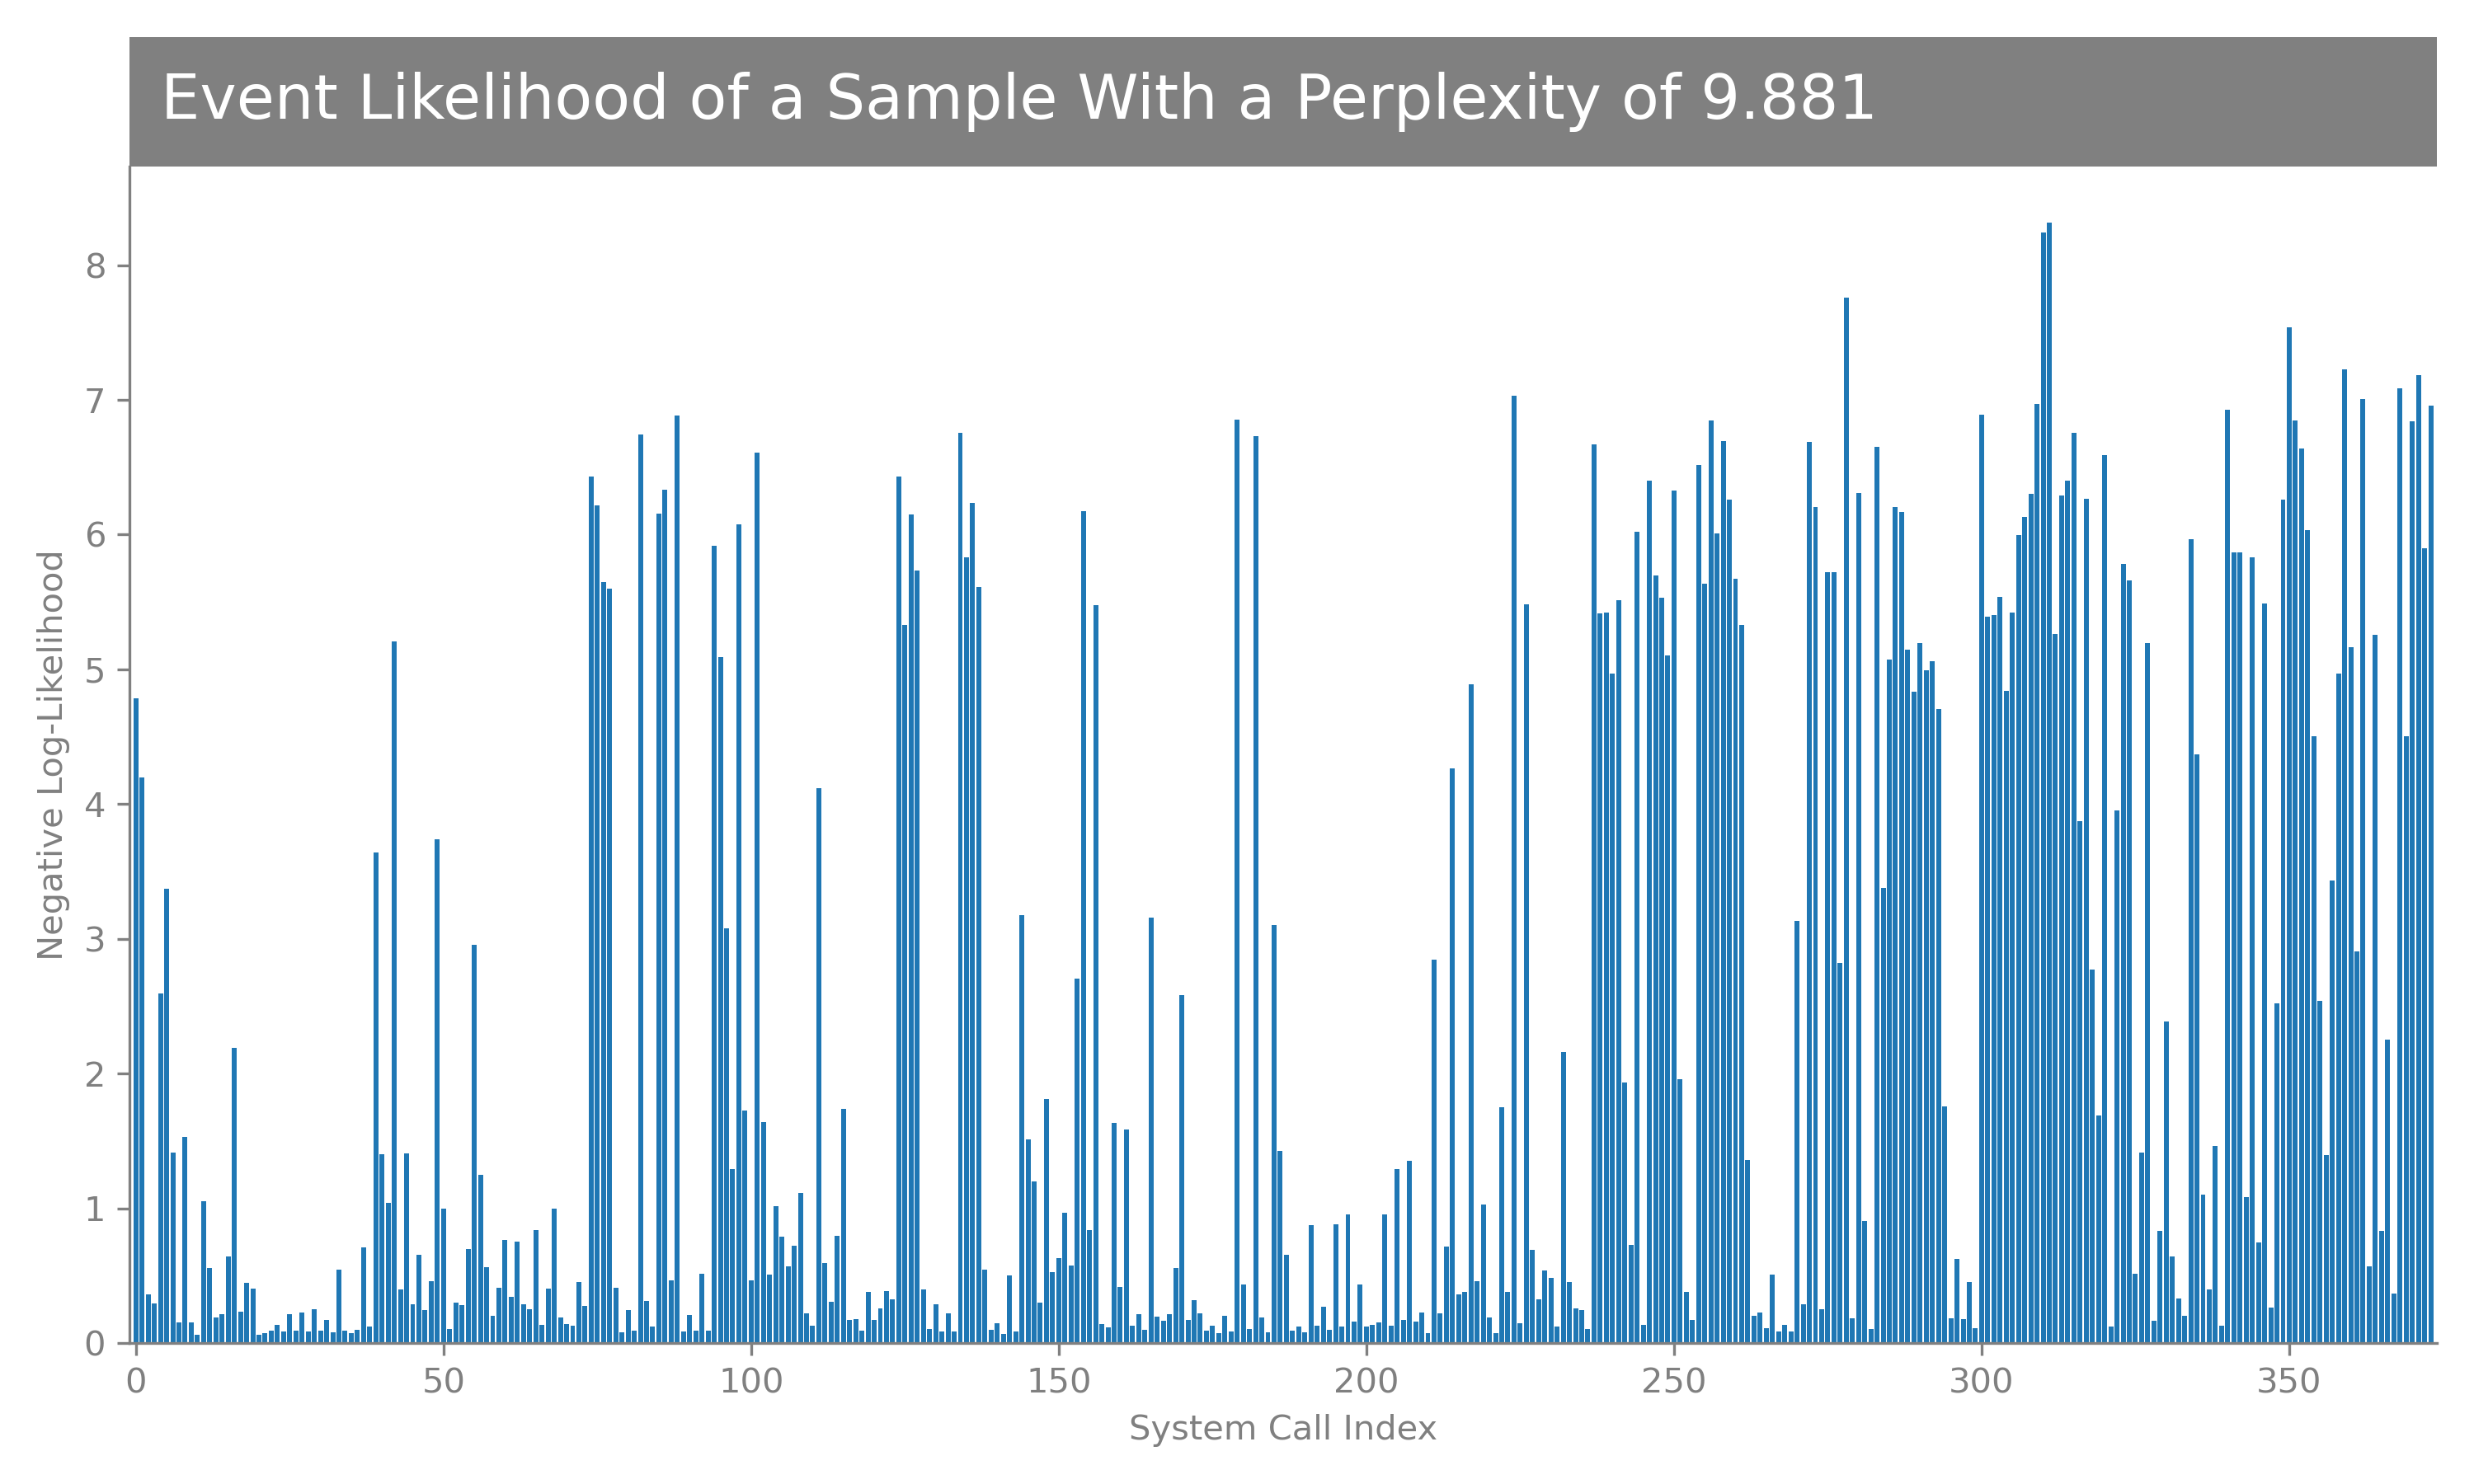 Event Likelihood of a Sample With a Perplexity of 9.881
8
7
6
5
4
3
2
1
0
Negative Log-Likelihood
0 50 100 150 200 250 300 350
System Call Index